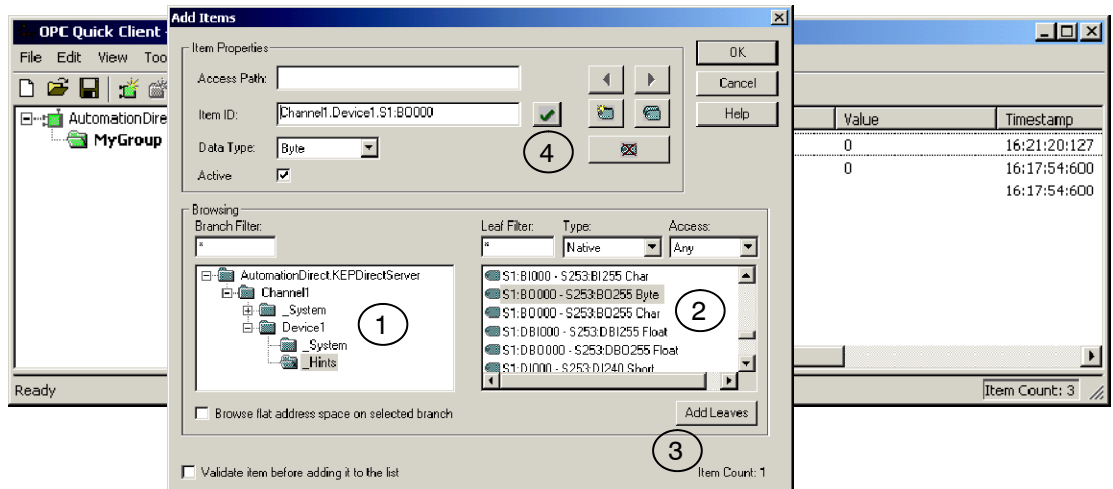 OPC Quick Client -
File Edit View Too
AutomationDire
MyGroup
Ready
Add Items
Item Properties
Access Path:
Item ID: Channel1.Device1.S1:BO000
Data Type: Byte
Active
OK
Cancel
Help
4
Browsing
Branch Filter:
*
Leaf Filter: Type: Access:
* Native Any
AutomationDirect.KEPDirectServer
Channel1
_System
Device1
_System
_Hints
1
S1:BI000 - S253:BI255 Char
S1:BO000 - S253:BO255 Byte
S1:BO000 - S253:BO255 Char
S1:DBI000 - S253:DBI255 Float
S1:DBO000 - S253:DBO255 Float
S1:DI000 - S253:DI240 Short
2
Browse flat address space on selected branch
Add Leaves
3
Validate item before adding it to the list
Item Count: 1
Value Timestamp
0 16:21:20:127
0 16:17:54:600
16:17:54:600
Item Count: 3